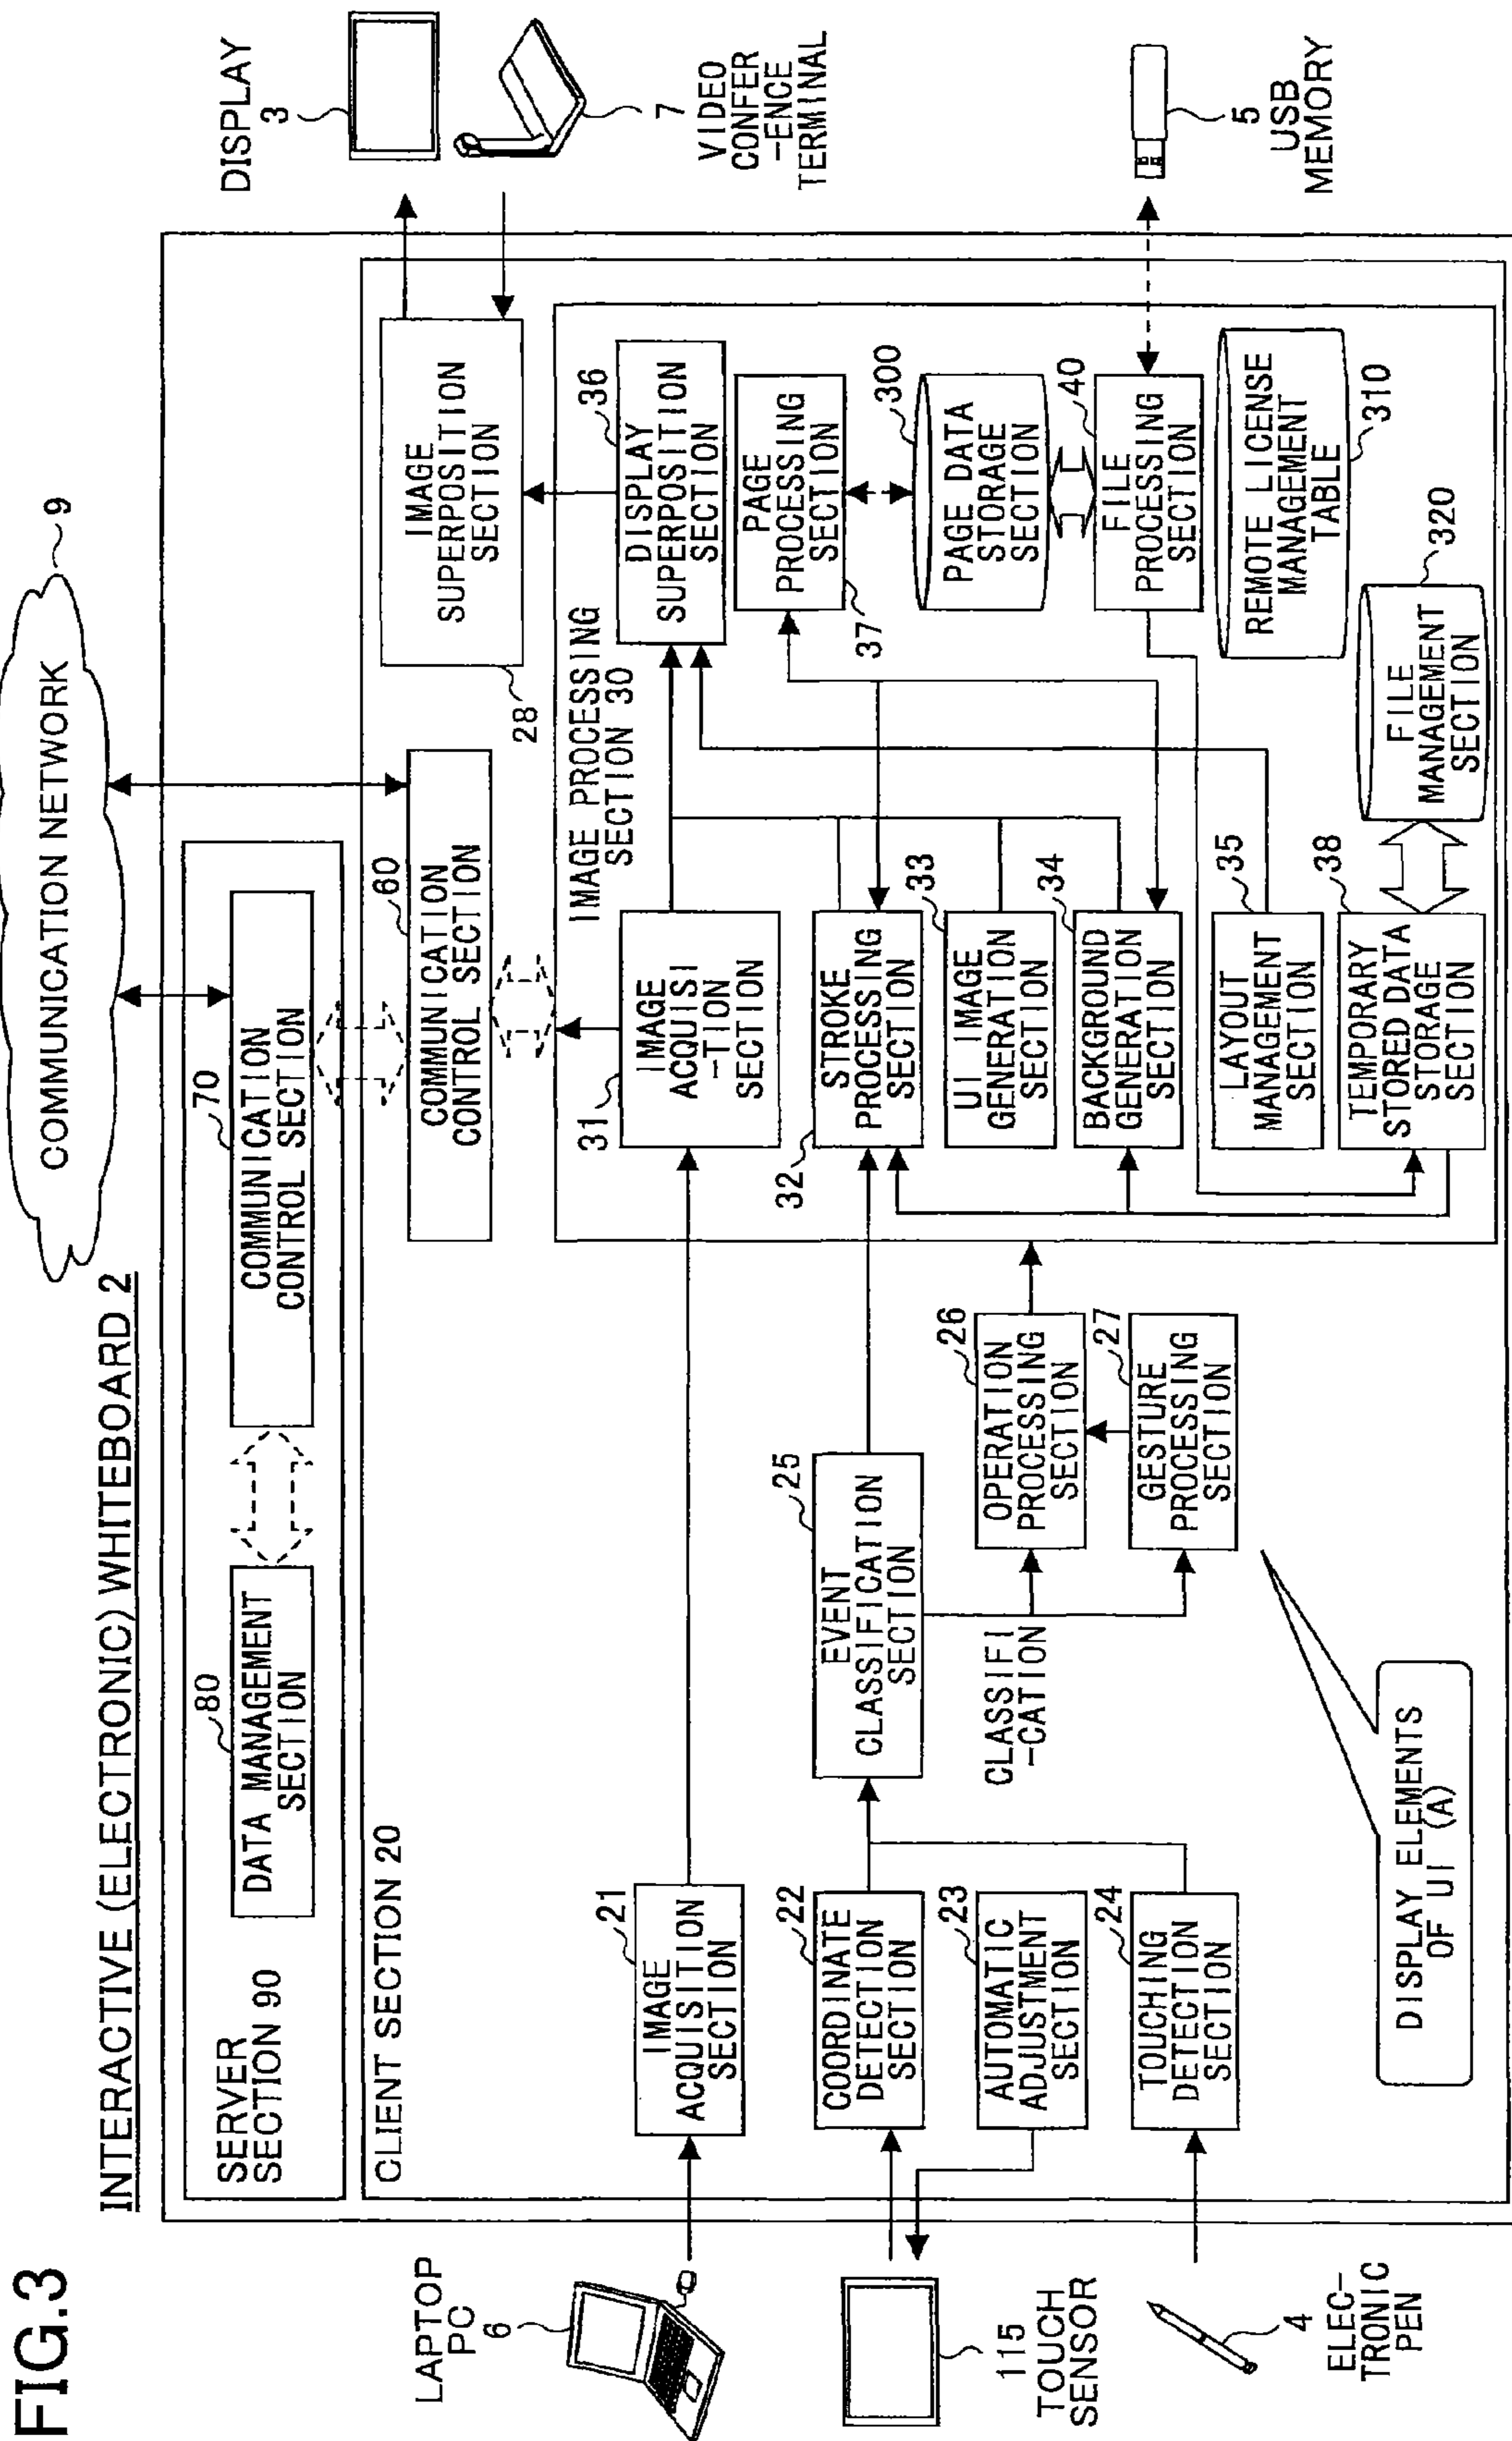 FIG.3
INTERACTIVE (ELECTRONIC) WHITEBOARD 2
COMMUNICATION NETWORK
9
SERVER
SECTION 90
80
DATA MANAGEMENT
SECTION
70
COMMUNICATION
CONTROL SECTION
CLIENT SECTION 20
60
COMMUNICATION
CONTROL SECTION
IMAGE
SUPERPOSITION
SECTION
28
DISPLAY
3
7
VIDEO
CONFER
-ENCE
TERMINAL
LAPTOP
PC
6
21
IMAGE
ACQUISITION
SECTION
IMAGE PROCESSING
SECTION 30
31
IMAGE
ACQUISI
-TION
SECTION
36
DISPLAY
SUPERPOSITION
SECTION
115
TOUCH
SENSOR
22
COORDINATE
DETECTION
SECTION
23
AUTOMATIC
ADJUSTMENT
SECTION
24
TOUCHING
DETECTION
SECTION
4
ELEC-
TRONIC
PEN
25
EVENT
CLASSIFICATION
SECTION
CLASSIFI
-CATION
26
OPERATION
PROCESSING
SECTION
27
GESTURE
PROCESSING
SECTION
DISPLAY ELEMENTS
OF UI (A)
32
STROKE
PROCESSING
SECTION
33
UI IMAGE
GENERATION
SECTION
34
BACKGROUND
GENERATION
SECTION
35
LAYOUT
MANAGEMENT
SECTION
38
TEMPORARY
STORED DATA
STORAGE
SECTION
PAGE
PROCESSING
SECTION
37
300
PAGE DATA
STORAGE
SECTION
40
FILE
PROCESSING
SECTION
REMOTE LICENSE
MANAGEMENT
TABLE
310
320
FILE
MANAGEMENT
SECTION
5
USB
MEMORY